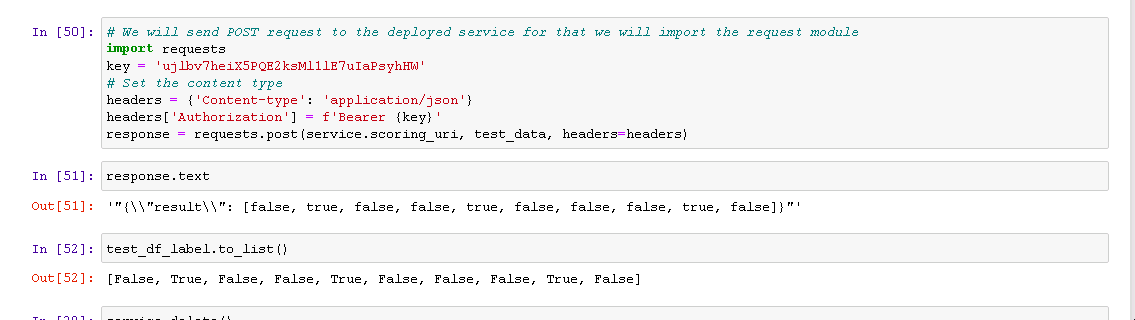 In [50]: # We will send POST request to the deployed service for that we will import the request module
import requests
key = 'ujlbv7heiX5PQE2ksMl1lE7uIaPsyhHW'
# Set the content type
headers = {'Content-type': 'application/json'}
headers['Authorization'] = f'Bearer {key}'
response = requests.post(service.scoring_uri, test_data, headers=headers)
In [51]: response.text
Out[51]: '"{\\"result\\": [false, true, false, false, true, false, false, false, true, false]}"'
In [52]: test_df_label.to_list()
Out[52]: [False, True, False, False, True, False, False, False, True, False]